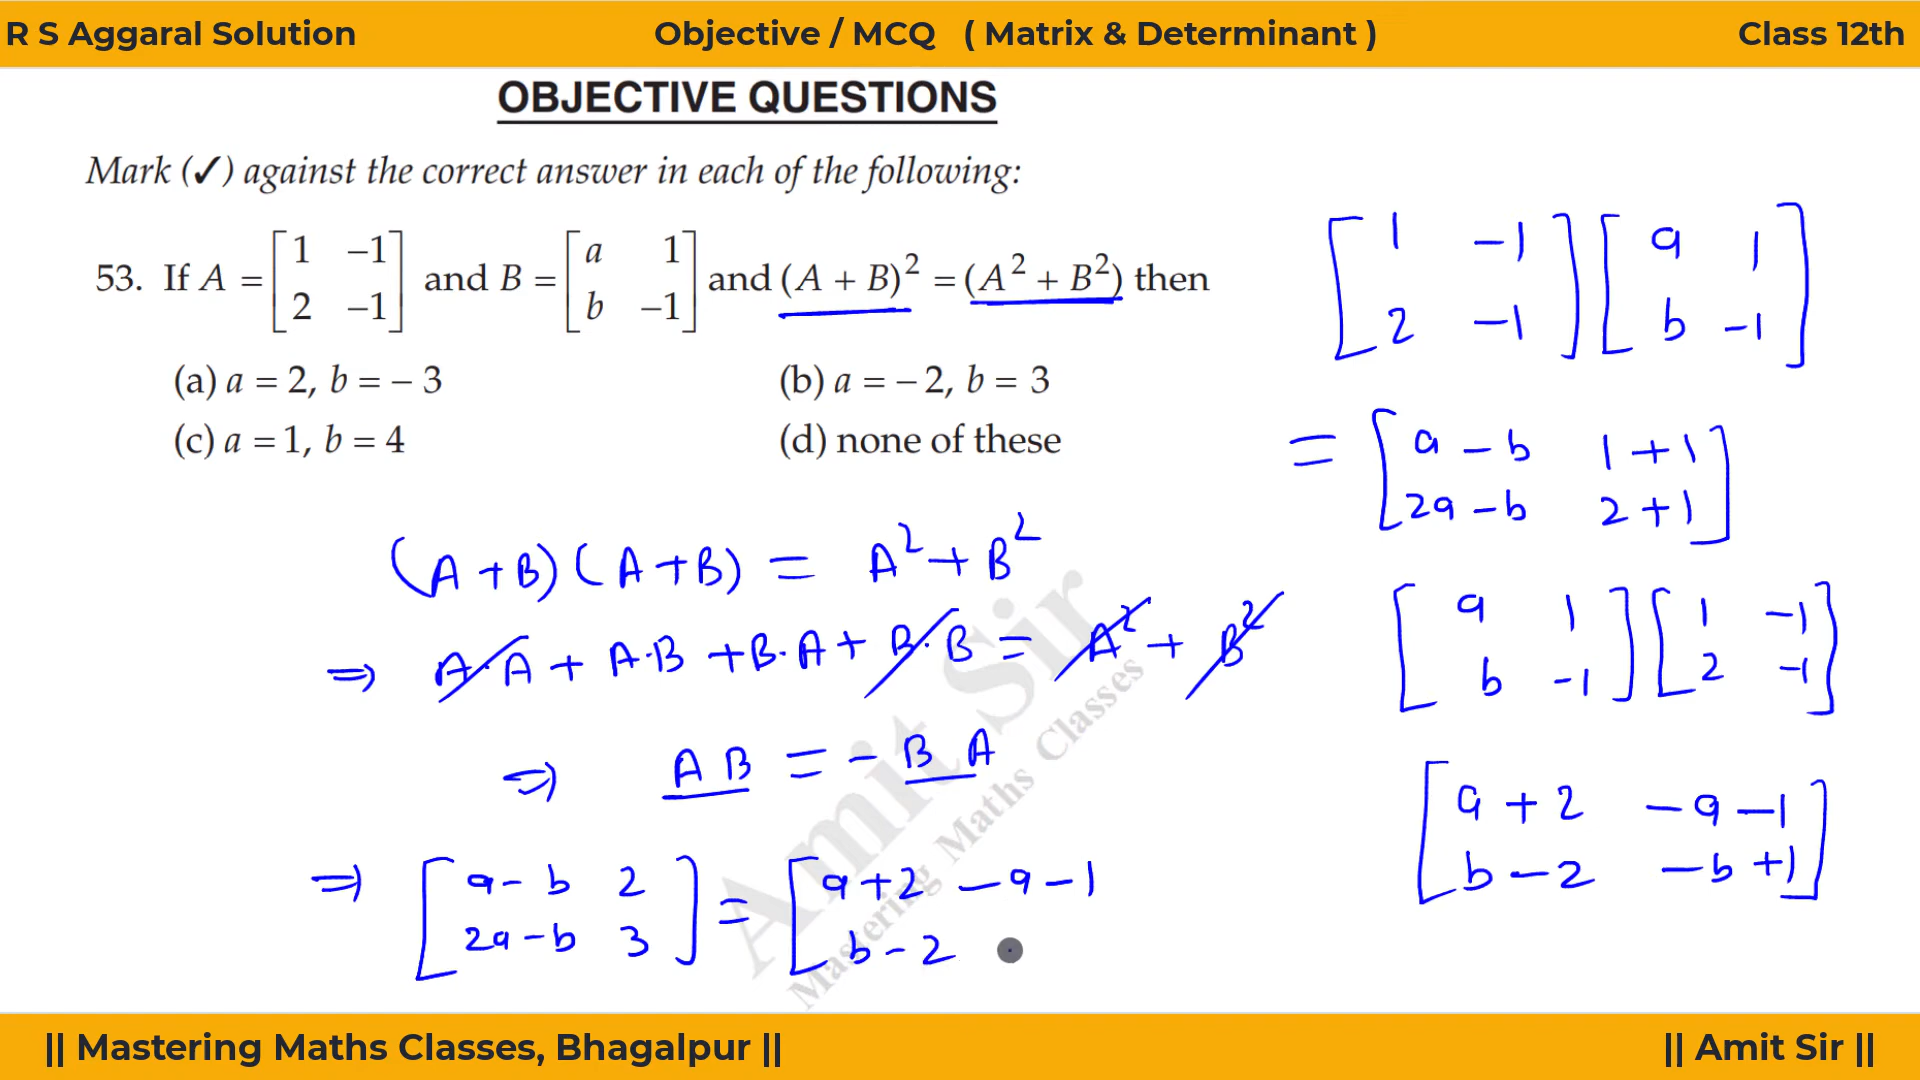 R S Aggaral Solution Objective / MCQ ( Matrix & Determinant ) Class 12th
OBJECTIVE QUESTIONS
Mark (✓) against the correct answer in each of the following:
53. If A = [1 −1; 2 −1] and B = [a 1; b −1] and (A + B)² = (A² + B²) then
(a) a = 2, b = − 3 (b) a = − 2, b = 3
(c) a = 1, b = 4 (d) none of these
(A+B)(A+B) = A² + B²
⇒ A·A + A·B + B·A + B·B = A² + B²
⇒ AB = − B A
⇒ [a − b 2; 2a − b 3] = [a + 2 − a − 1; b − 2
[1 −1; 2 −1] [a 1; b −1]
= [a − b 1 + 1; 2a − b 2 + 1]
[a 1; b −1] [1 −1; 2 −1]
[a + 2 − a − 1; b − 2 − b + 1]
Amit Sir
Mastering Maths Classes
|| Mastering Maths Classes, Bhagalpur || || Amit Sir ||